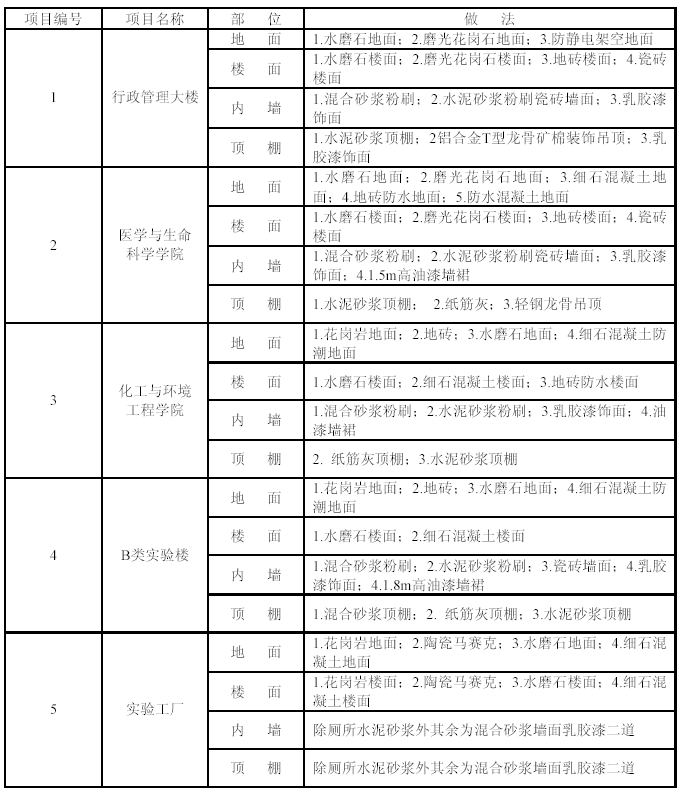 项目编号 项目名称 部 位 做 法
1 行政管理大楼 地 面 1.水磨石地面；2.磨光花岗石地面；3.防静电架空地面
楼 面 1.水磨石楼面；2.磨光花岗石楼面；3.地砖楼面；4.瓷砖
楼面
内 墙 1.混合砂浆粉刷；2.水泥砂浆粉刷瓷砖墙面；3.乳胶漆
饰面
顶 棚 1.水泥砂浆顶棚；2铝合金T型龙骨矿棉装饰吊顶；3.乳
胶漆饰面
2 医学与生命
科学学院
地 面 1.水磨石地面；2.磨光花岗石地面；3.细石混凝土地
面；4.地砖防水地面；5.防水混凝土地面
楼 面 1.水磨石楼面；2.磨光花岗石楼面；3.地砖楼面；4.瓷砖
楼面
内 墙 1.混合砂浆粉刷；2.水泥砂浆粉刷瓷砖墙面；3.乳胶漆
饰面；4.1.5m高油漆墙裙
顶 棚 1.水泥砂浆顶棚； 2.纸筋灰；3.轻钢龙骨吊顶
3 化工与环境
工程学院
地 面 1.花岗岩地面；2.地砖；3.水磨石地面；4.细石混凝土防
潮地面
楼 面 1.水磨石楼面；2.细石混凝土楼面；3.地砖防水楼面
内 墙 1.混合砂浆粉刷；2.水泥砂浆粉刷；3.乳胶漆饰面；4.油
漆墙裙
顶 棚 2. 纸筋灰顶棚；3.水泥砂浆顶棚
4 B类实验楼
地 面 1.花岗岩地面；2.地砖；3.水磨石地面；4.细石混凝土防
潮地面
楼 面 1.水磨石楼面；2.细石混凝土楼面
内 墙 1.混合砂浆粉刷；2.水泥砂浆粉刷；3.瓷砖墙面；4.乳胶
漆饰面；4.1.8m高油漆墙裙
顶 棚 1.混合砂浆顶棚；2. 纸筋灰顶棚；3.水泥砂浆顶棚
5 实验工厂
地 面 1.花岗岩地面；2.陶瓷马赛克；3.水磨石地面；4.细石混
凝土地面
楼 面 1.花岗岩楼面；2.陶瓷马赛克；3.水磨石楼面；4.细石混
凝土楼面
内 墙 除厕所水泥砂浆外其余为混合砂浆墙面乳胶漆二道
顶 棚 除厕所水泥砂浆外其余为混合砂浆墙面乳胶漆二道